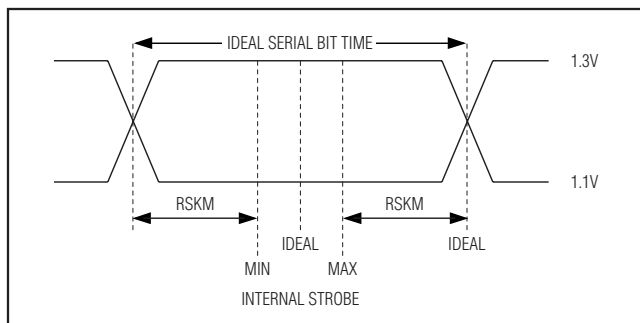 IDEAL SERIAL BIT TIME
1.3V
1.1V
RSKM
RSKM
IDEAL
IDEAL
MIN
MAX
INTERNAL STROBE